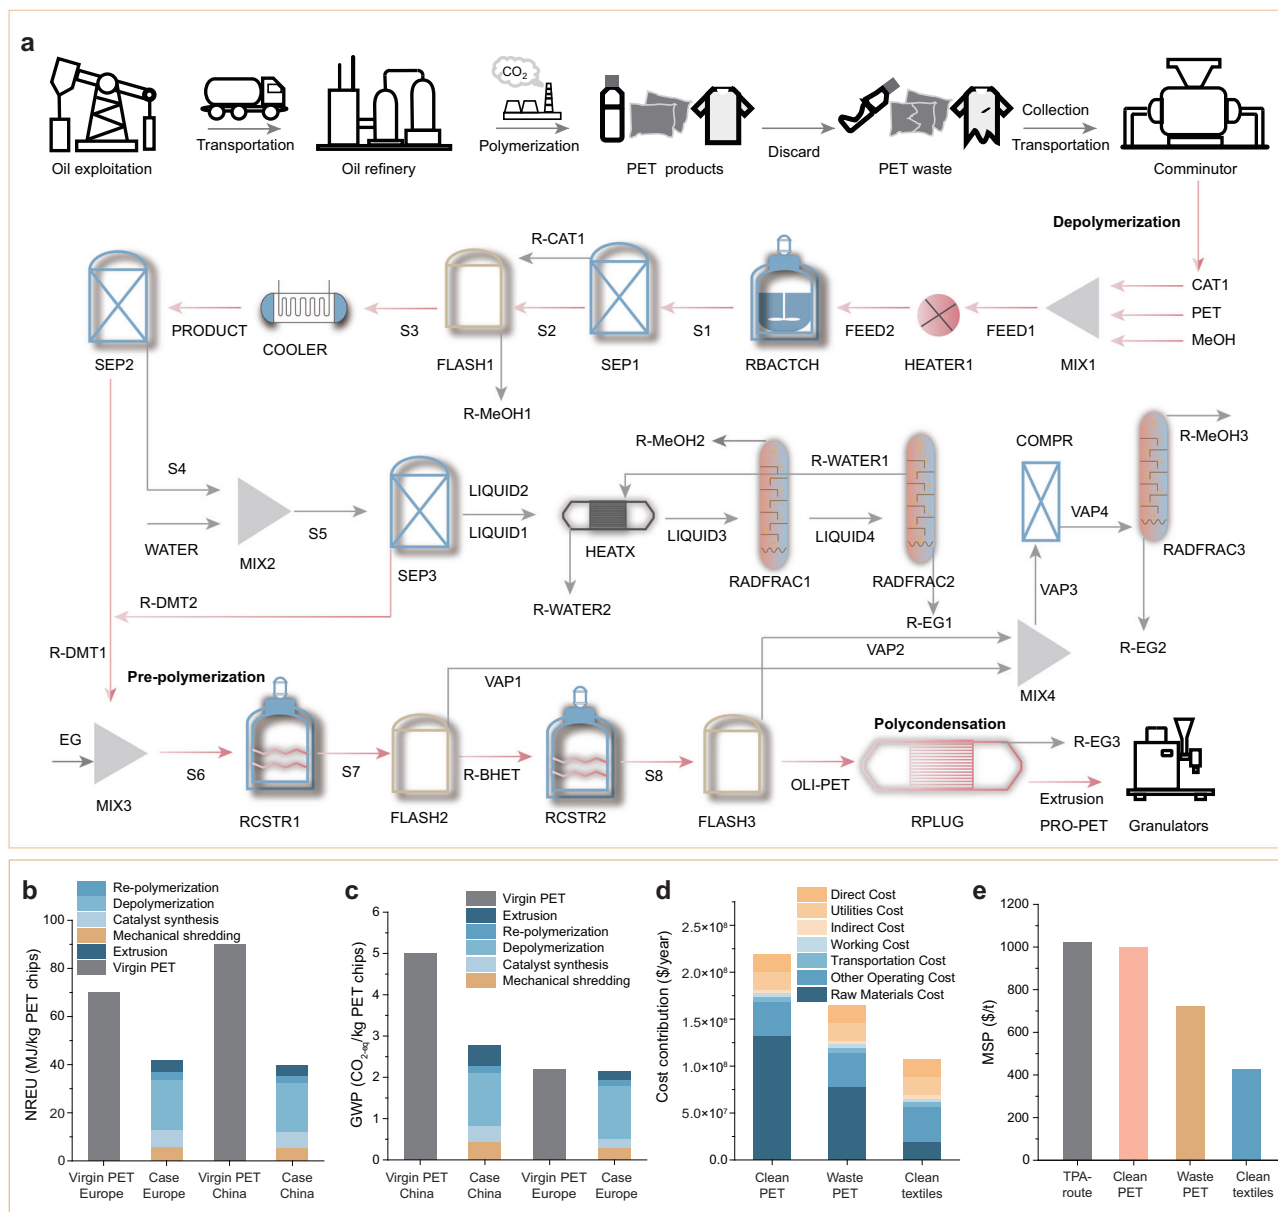 a
CO2
Oil exploitation
Transportation
Oil refinery
Polymerization
PET products
Discard
PET waste
Collection
Transportation
Comminutor
Depolymerization
CAT1
PET
MeOH
MIX1
FEED1
HEATER1
FEED2
RBACTCH
S1
SEP1
R-CAT1
S2
FLASH1
R-MeOH1
S3
COOLER
PRODUCT
SEP2
S4
WATER
MIX2
S5
SEP3
LIQUID2
LIQUID1
HEATX
R-WATER2
LIQUID3
R-MeOH2
RADFRAC1
R-WATER1
LIQUID4
RADFRAC2
R-EG1
COMPR
VAP4
R-MeOH3
RADFRAC3
VAP3
R-EG2
MIX4
VAP2
VAP1
R-DMT2
R-DMT1
Pre-polymerization
EG
MIX3
S6
RCSTR1
S7
FLASH2
R-BHET
RCSTR2
S8
FLASH3
OLI-PET
Polycondensation
RPLUG
R-EG3
Extrusion
PRO-PET
Granulators
b
Re-polymerization
Depolymerization
Catalyst synthesis
Mechanical shredding
Extrusion
Virgin PET
NREU (MJ/kg PET chips)
100
80
60
40
20
0
Virgin PET Europe
Case Europe
Virgin PET China
Case China
c
Virgin PET
Extrusion
Re-polymerization
Depolymerization
Catalyst synthesis
Mechanical shredding
GWP (CO2-eq/kg PET chips)
6
5
4
3
2
1
0
Virgin PET China
Case China
Virgin PET Europe
Case Europe
d
Direct Cost
Utilities Cost
Indirect Cost
Working Cost
Transportation Cost
Other Operating Cost
Raw Materials Cost
Cost contribution ($/year)
2.5×10⁸
2.0×10⁸
1.5×10⁸
1.0×10⁸
5.0×10⁷
0.0
Clean PET
Waste PET
Clean textiles
e
MSP ($/t)
1200
1000
800
600
400
200
0
TPA-route
Clean PET
Waste PET
Clean textiles